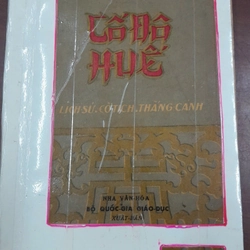 CỐ ĐÔ
HUẾ
LỊCH SỬ, CỔ TÍCH, THẮNG CẢNH
NHA VĂN HÓA
BỘ QUỐC-GIA GIÁO-DỤC
XUẤT-BẢN